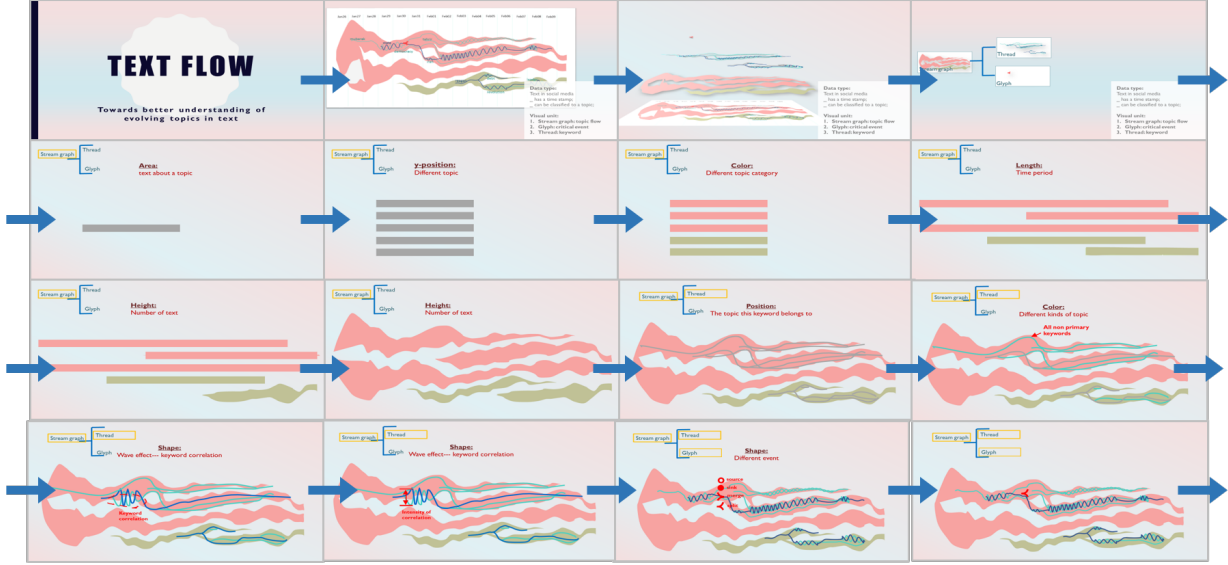 TEXT FLOW
Towards better understanding of
evolving topics in text
Data type:
Text in social media
_ has a time stamp;
_ can be classified to a topic;
Visual unit:
1. Stream graph: topic flow
2. Glyph: critical event
3. Thread: keyword
Data type:
Text in social media
_ has a time stamp;
_ can be classified to a topic;
Visual unit:
1. Stream graph: topic flow
2. Glyph: critical event
3. Thread: keyword
Thread
Glyph
Data type:
Text in social media
_ has a time stamp;
_ can be classified to a topic;
Visual unit:
1. Stream graph: topic flow
2. Glyph: critical event
3. Thread: keyword
Stream graph
Thread
Glyph
Area:
text about a topic
Stream graph
Thread
Glyph
y-position:
Different topic
Stream graph
Thread
Glyph
Color:
Different topic category
Stream graph
Thread
Glyph
Length:
Time period
Stream graph
Thread
Glyph
Height:
Number of text
Stream graph
Thread
Glyph
Height:
Number of text
Stream graph
Thread
Glyph
Position:
The topic this keyword belongs to
Stream graph
Thread
Glyph
Color:
Different kinds of topic
All non primary
keywords
Stream graph
Thread
Glyph
Shape:
Wave effect--- keyword correlation
Keyword
correlation
Stream graph
Thread
Glyph
Shape:
Wave effect--- keyword correlation
Intensity of
correlation
Stream graph
Thread
Glyph
Shape:
Different event
source
sink
merge
split
Stream graph
Thread
Glyph